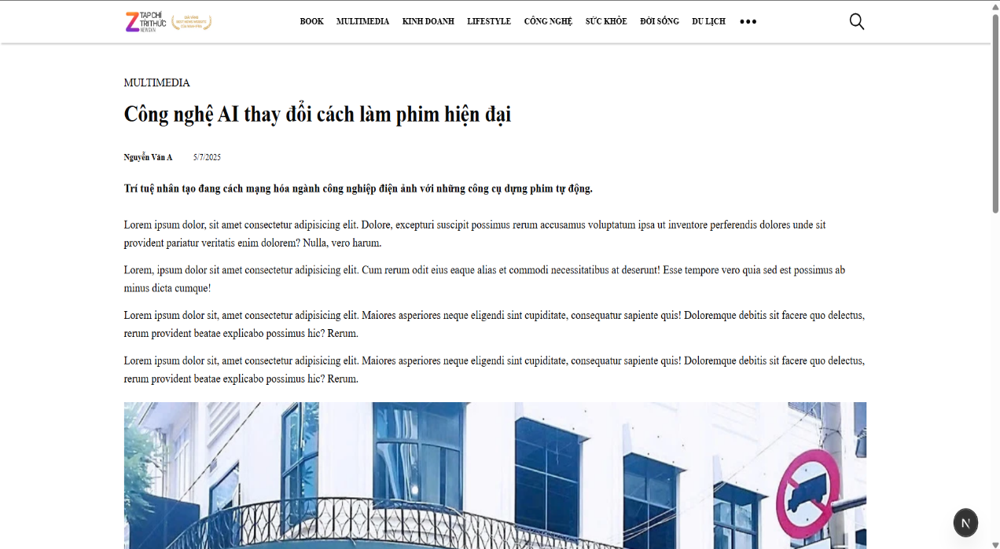 TẠP CHÍ
TRI THỨC
NEWS.VN
BOOK MULTIMEDIA KINH DOANH LIFESTYLE CÔNG NGHỆ SỨC KHỎE ĐỜI SỐNG DU LỊCH
MULTIMEDIA
Công nghệ AI thay đổi cách làm phim hiện đại
Nguyễn Văn A 5/7/2025
Trí tuệ nhân tạo đang cách mạng hóa ngành công nghiệp điện ảnh với những công cụ dựng phim tự động.
Lorem ipsum dolor, sit amet consectetur adipisicing elit. Dolore, excepturi suscipit possimus rerum accusamus voluptatum ipsa ut inventore perferendis dolores unde sit
provident pariatur veritatis enim dolorem? Nulla, vero harum.
Lorem, ipsum dolor sit amet consectetur adipisicing elit. Cum rerum odit eius eaque alias et commodi necessitatibus at deserunt! Esse tempore vero quia sed est possimus ab
minus dicta cumque!
Lorem ipsum dolor sit, amet consectetur adipisicing elit. Maiores asperiores neque eligendi sint cupiditate, consequatur sapiente quis! Doloremque debitis sit facere quo delectus,
rerum provident beatae explicabo possimus hic? Rerum.
Lorem ipsum dolor sit, amet consectetur adipisicing elit. Maiores asperiores neque eligendi sint cupiditate, consequatur sapiente quis! Doloremque debitis sit facere quo delectus,
rerum provident beatae explicabo possimus hic? Rerum.
N